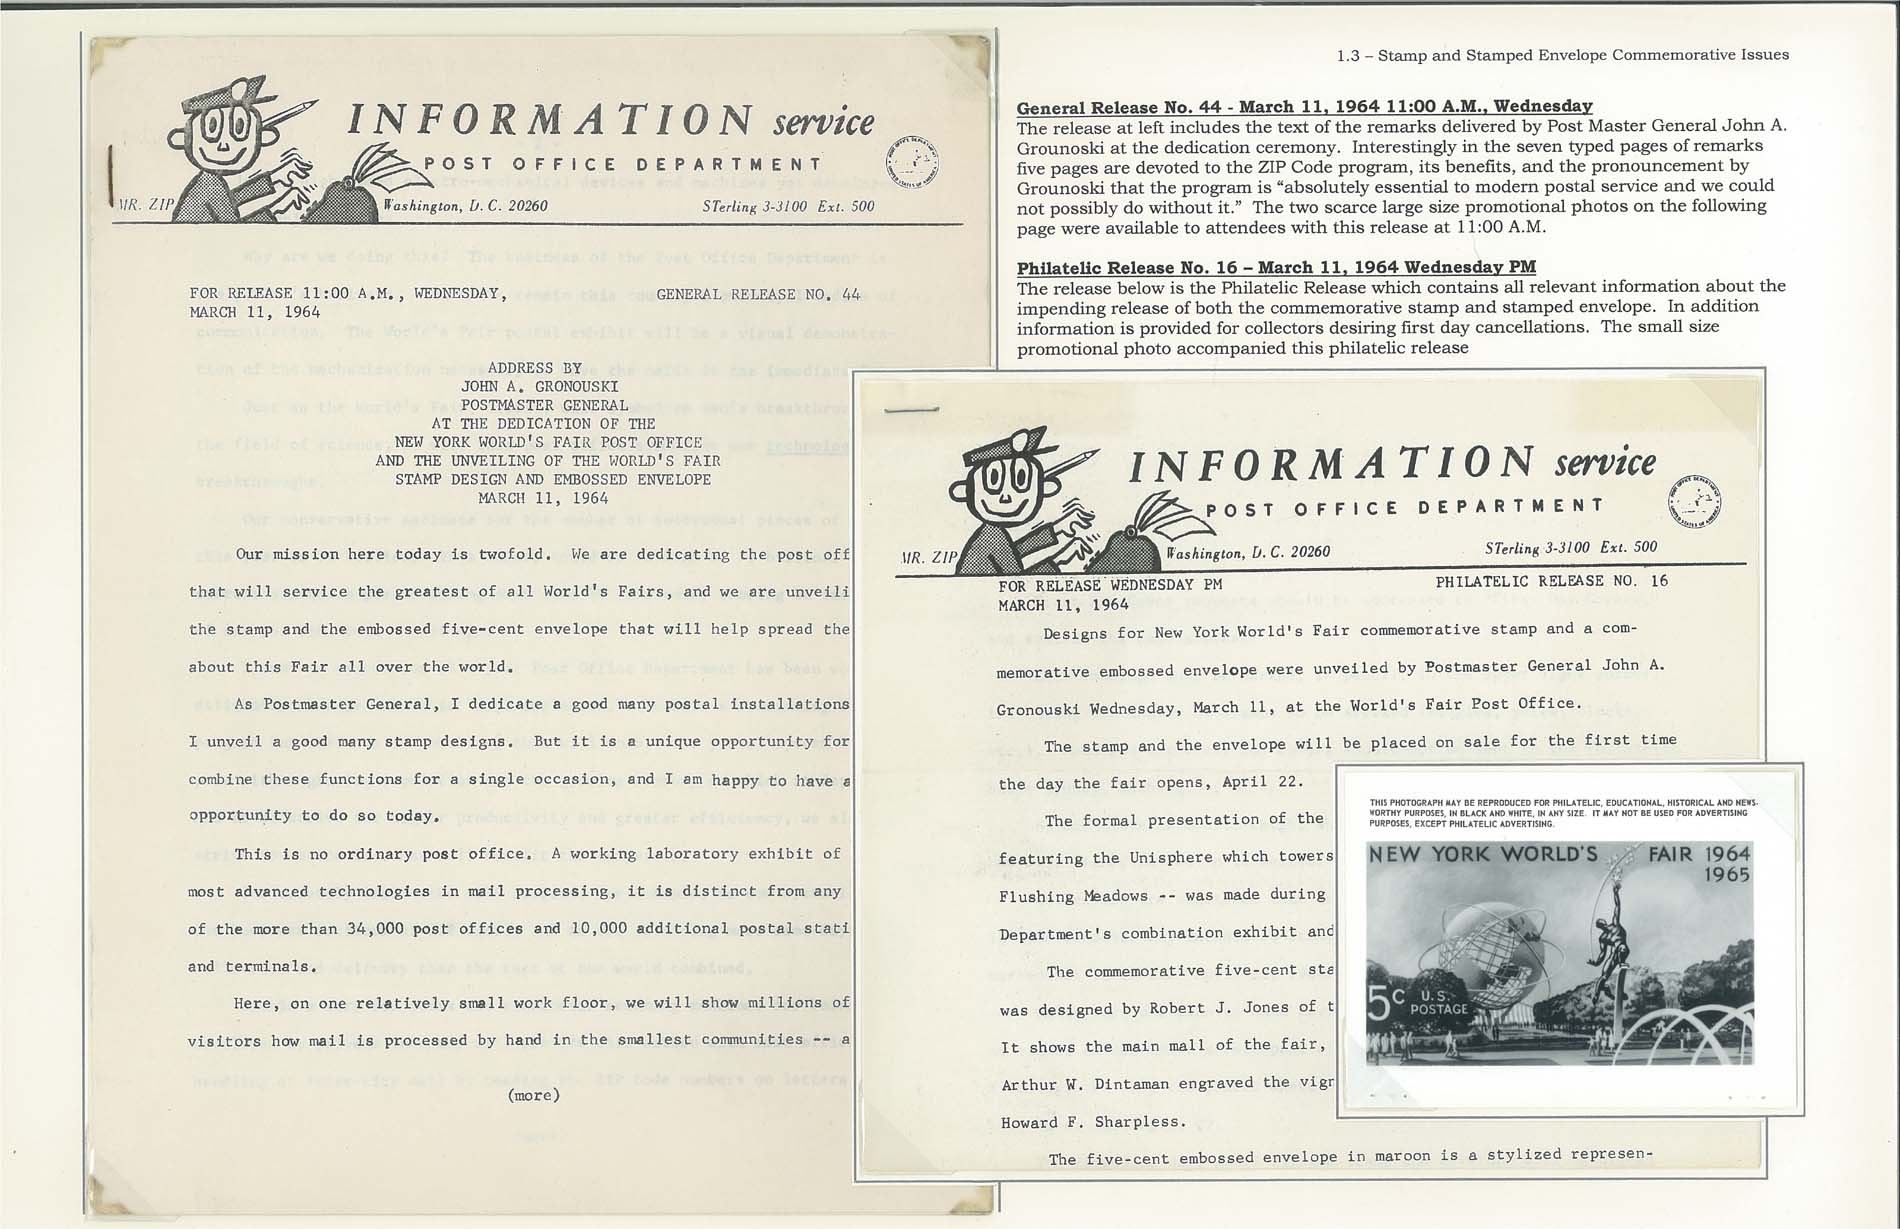 1.3 – Stamp and Stamped Envelope Commemorative Issues
INFORMATION service
POST OFFICE DEPARTMENT
MR. ZIP
Washington, D. C. 20260 STerling 3-3100 Ext. 500
FOR RELEASE 11:00 A.M., WEDNESDAY, GENERAL RELEASE NO. 44
MARCH 11, 1964
ADDRESS BY
JOHN A. GRONOUSKI
POSTMASTER GENERAL
AT THE DEDICATION OF THE
NEW YORK WORLD'S FAIR POST OFFICE
AND THE UNVEILING OF THE WORLD'S FAIR
STAMP DESIGN AND EMBOSSED ENVELOPE
MARCH 11, 1964
Our mission here today is twofold. We are dedicating the post off
that will service the greatest of all World's Fairs, and we are unveili
the stamp and the embossed five-cent envelope that will help spread the
about this Fair all over the world.
As Postmaster General, I dedicate a good many postal installations
I unveil a good many stamp designs. But it is a unique opportunity for
combine these functions for a single occasion, and I am happy to have a
opportunity to do so today.
This is no ordinary post office. A working laboratory exhibit of
most advanced technologies in mail processing, it is distinct from any
of the more than 34,000 post offices and 10,000 additional postal stati
and terminals.
Here, on one relatively small work floor, we will show millions of
visitors how mail is processed by hand in the smallest communities -- a
(more)
General Release No. 44 - March 11, 1964 11:00 A.M., Wednesday
The release at left includes the text of the remarks delivered by Post Master General John A.
Grounoski at the dedication ceremony. Interestingly in the seven typed pages of remarks
five pages are devoted to the ZIP Code program, its benefits, and the pronouncement by
Grounoski that the program is “absolutely essential to modern postal service and we could
not possibly do without it.” The two scarce large size promotional photos on the following
page were available to attendees with this release at 11:00 A.M.
Philatelic Release No. 16 – March 11, 1964 Wednesday PM
The release below is the Philatelic Release which contains all relevant information about the
impending release of both the commemorative stamp and stamped envelope. In addition
information is provided for collectors desiring first day cancellations. The small size
promotional photo accompanied this philatelic release
INFORMATION service
POST OFFICE DEPARTMENT
MR. ZIP
Washington, D. C. 20260 STerling 3-3100 Ext. 500
FOR RELEASE WEDNESDAY PM PHILATELIC RELEASE NO. 16
MARCH 11, 1964
Designs for New York World's Fair commemorative stamp and a com-
memorative embossed envelope were unveiled by Postmaster General John A.
Gronouski Wednesday, March 11, at the World's Fair Post Office.
The stamp and the envelope will be placed on sale for the first time
the day the fair opens, April 22.
The formal presentation of the
featuring the Unisphere which towers
Flushing Meadows -- was made during
Department's combination exhibit and
The commemorative five-cent sta
was designed by Robert J. Jones of t
It shows the main mall of the fair,
Arthur W. Dintaman engraved the vigr
Howard F. Sharpless.
The five-cent embossed envelope in maroon is a stylized represen-
THIS PHOTOGRAPH MAY BE REPRODUCED FOR PHILATELIC, EDUCATIONAL, HISTORICAL AND NEWS-
WORTHY PURPOSES, IN BLACK AND WHITE, IN ANY SIZE. IT MAY NOT BE USED FOR ADVERTISING
PURPOSES, EXCEPT PHILATELIC ADVERTISING.
NEW YORK WORLD'S FAIR 1964
1965
5c U.S.
POSTAGE